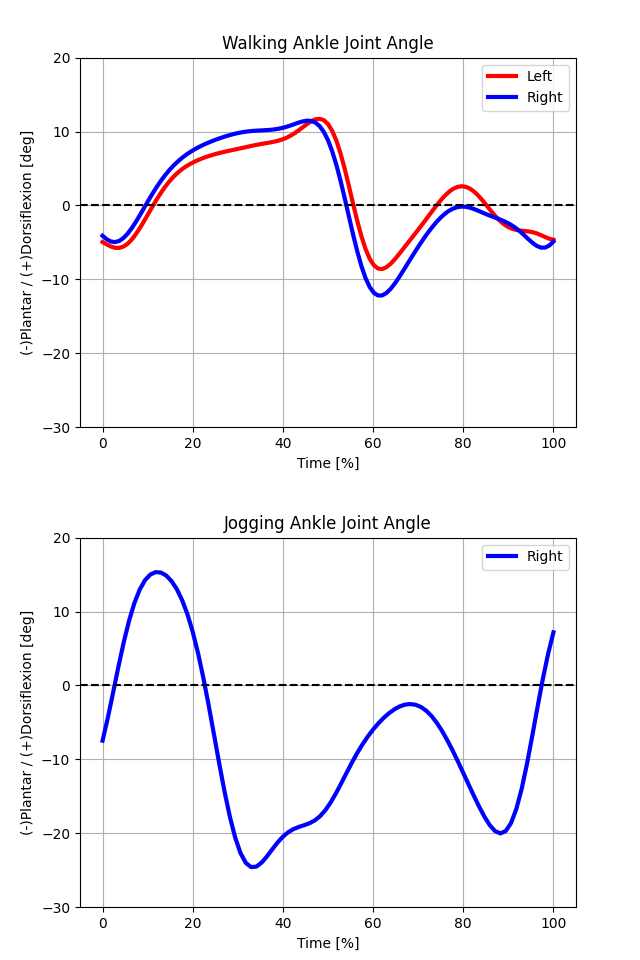 Walking Ankle Joint Angle
20
10
0
−10
−20
−30
(-)Plantar / (+)Dorsiflexion [deg]
Left
Right
0 20 40 60 80 100
Time [%]
Jogging Ankle Joint Angle
20
10
0
−10
−20
−30
(-)Plantar / (+)Dorsiflexion [deg]
Right
0 20 40 60 80 100
Time [%]